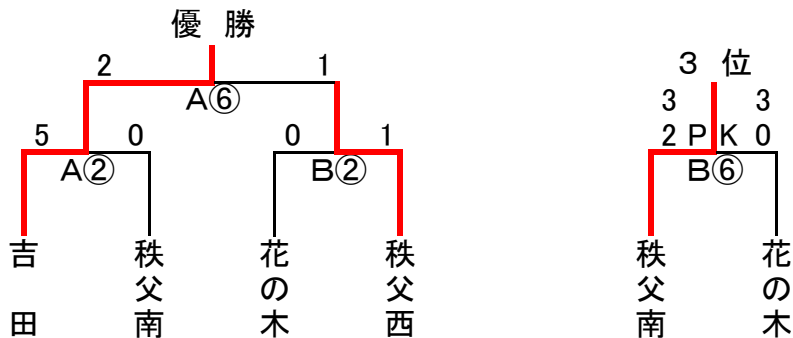 優 勝
2 1
A⑥
5 0 0 1
A② B②
吉田 秩父南 花の木 秩父西
3 位
3 3
2 PK 0
B⑥
秩父南 花の木